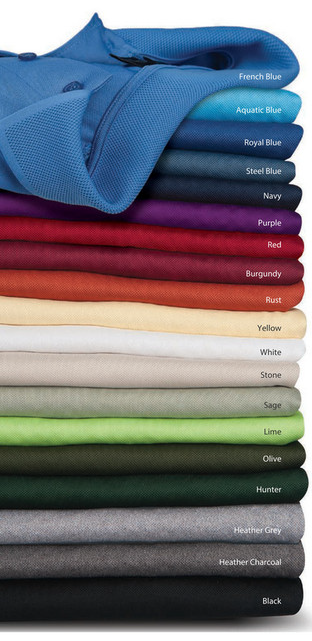 French Blue
Aquatic Blue
Royal Blue
Steel Blue
Navy
Purple
Red
Burgundy
Rust
Yellow
White
Stone
Sage
Lime
Olive
Hunter
Heather Grey
Heather Charcoal
Black